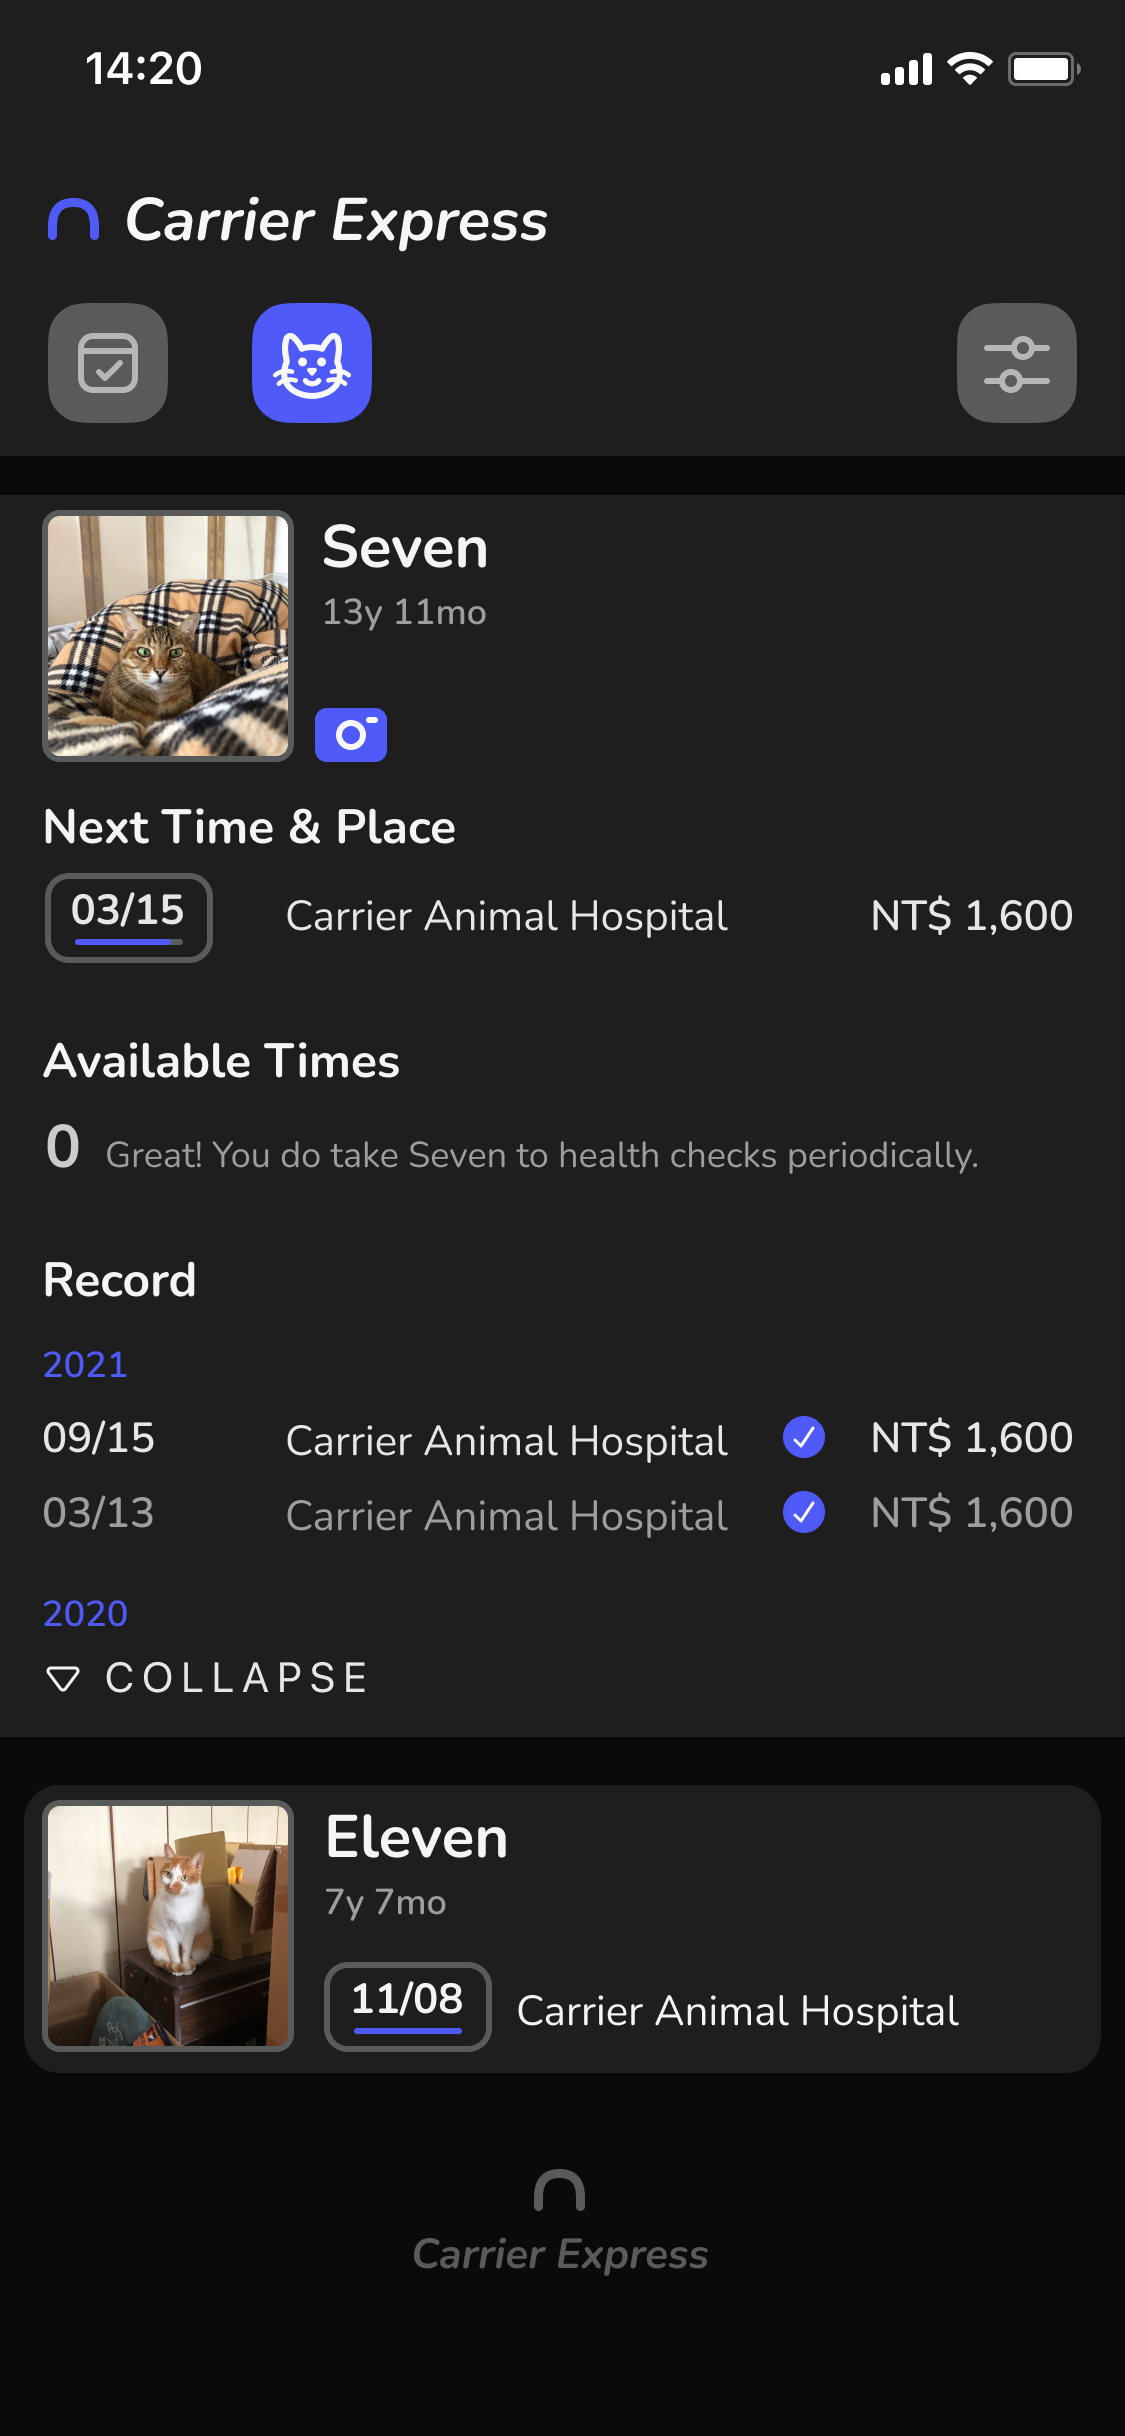 14:20
Carrier Express
Seven
13y 11mo
Next Time & Place
03/15 Carrier Animal Hospital NT$ 1,600
Available Times
0 Great! You do take Seven to health checks periodically.
Record
2021
09/15 Carrier Animal Hospital NT$ 1,600
03/13 Carrier Animal Hospital NT$ 1,600
2020
COLLAPSE
Eleven
7y 7mo
11/08 Carrier Animal Hospital
Carrier Express